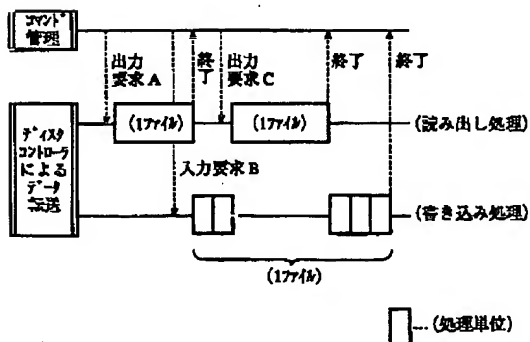 コマンド
管理
出力
要求A
終
了
出力
要求C
終了
終了
ディスク
コントローラ
による
データ
転送
(1ファイル)
(1ファイル)
(読み出し処理)
入力要求B
(書き込み処理)
(1ファイル)
...(処理単位)